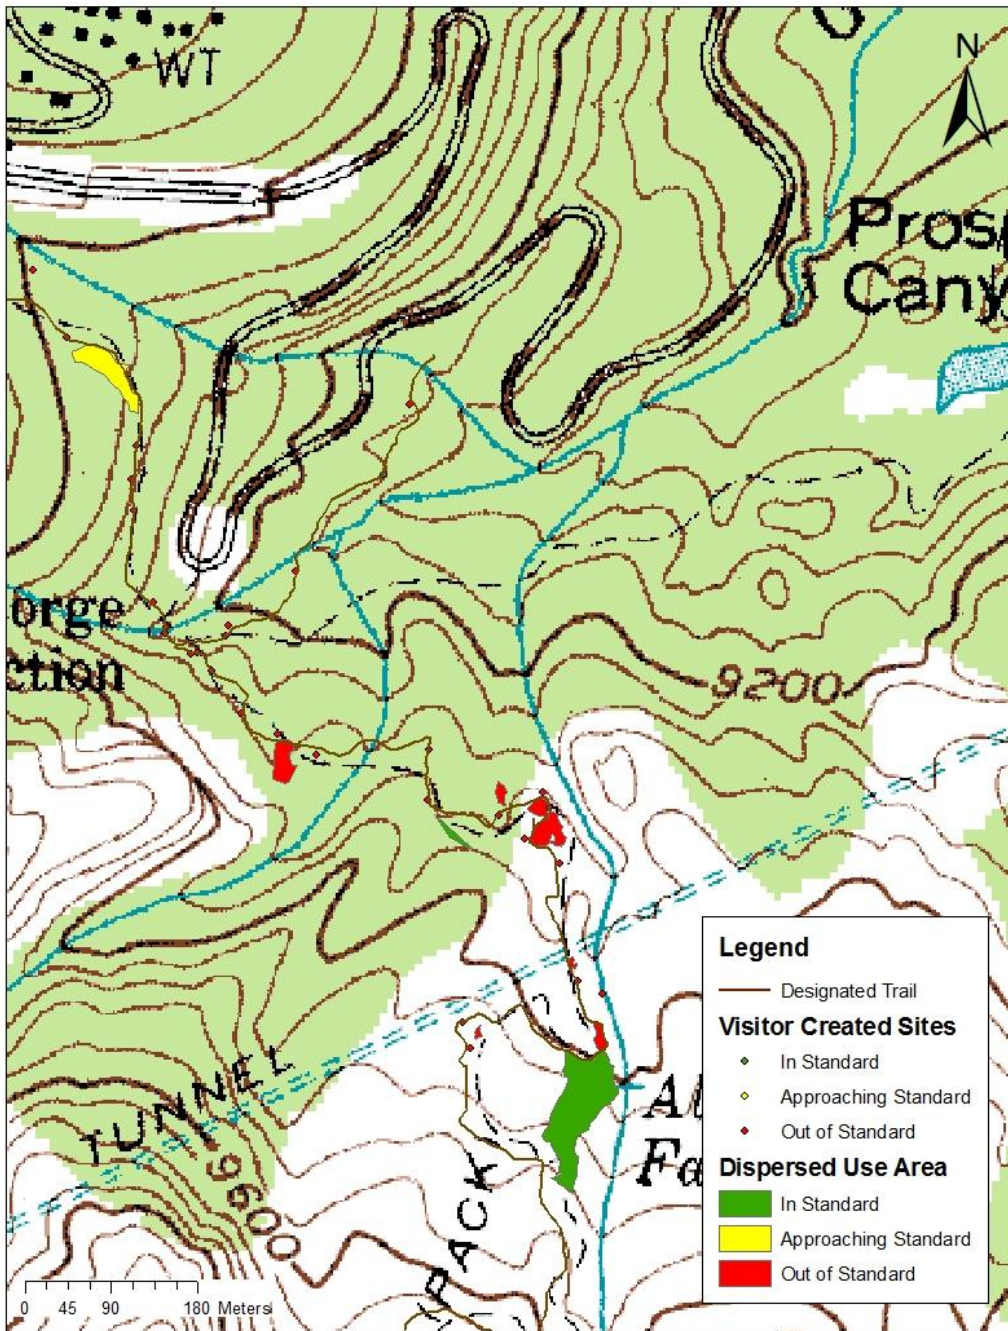 WT
N
Pros
Cany
orge
ction
9200
TUNNEL
9600
PACK
Al
Fa
Legend
Designated Trail
Visitor Created Sites
In Standard
Approaching Standard
Out of Standard
Dispersed Use Area
In Standard
Approaching Standard
Out of Standard
0 45 90 180 Meters